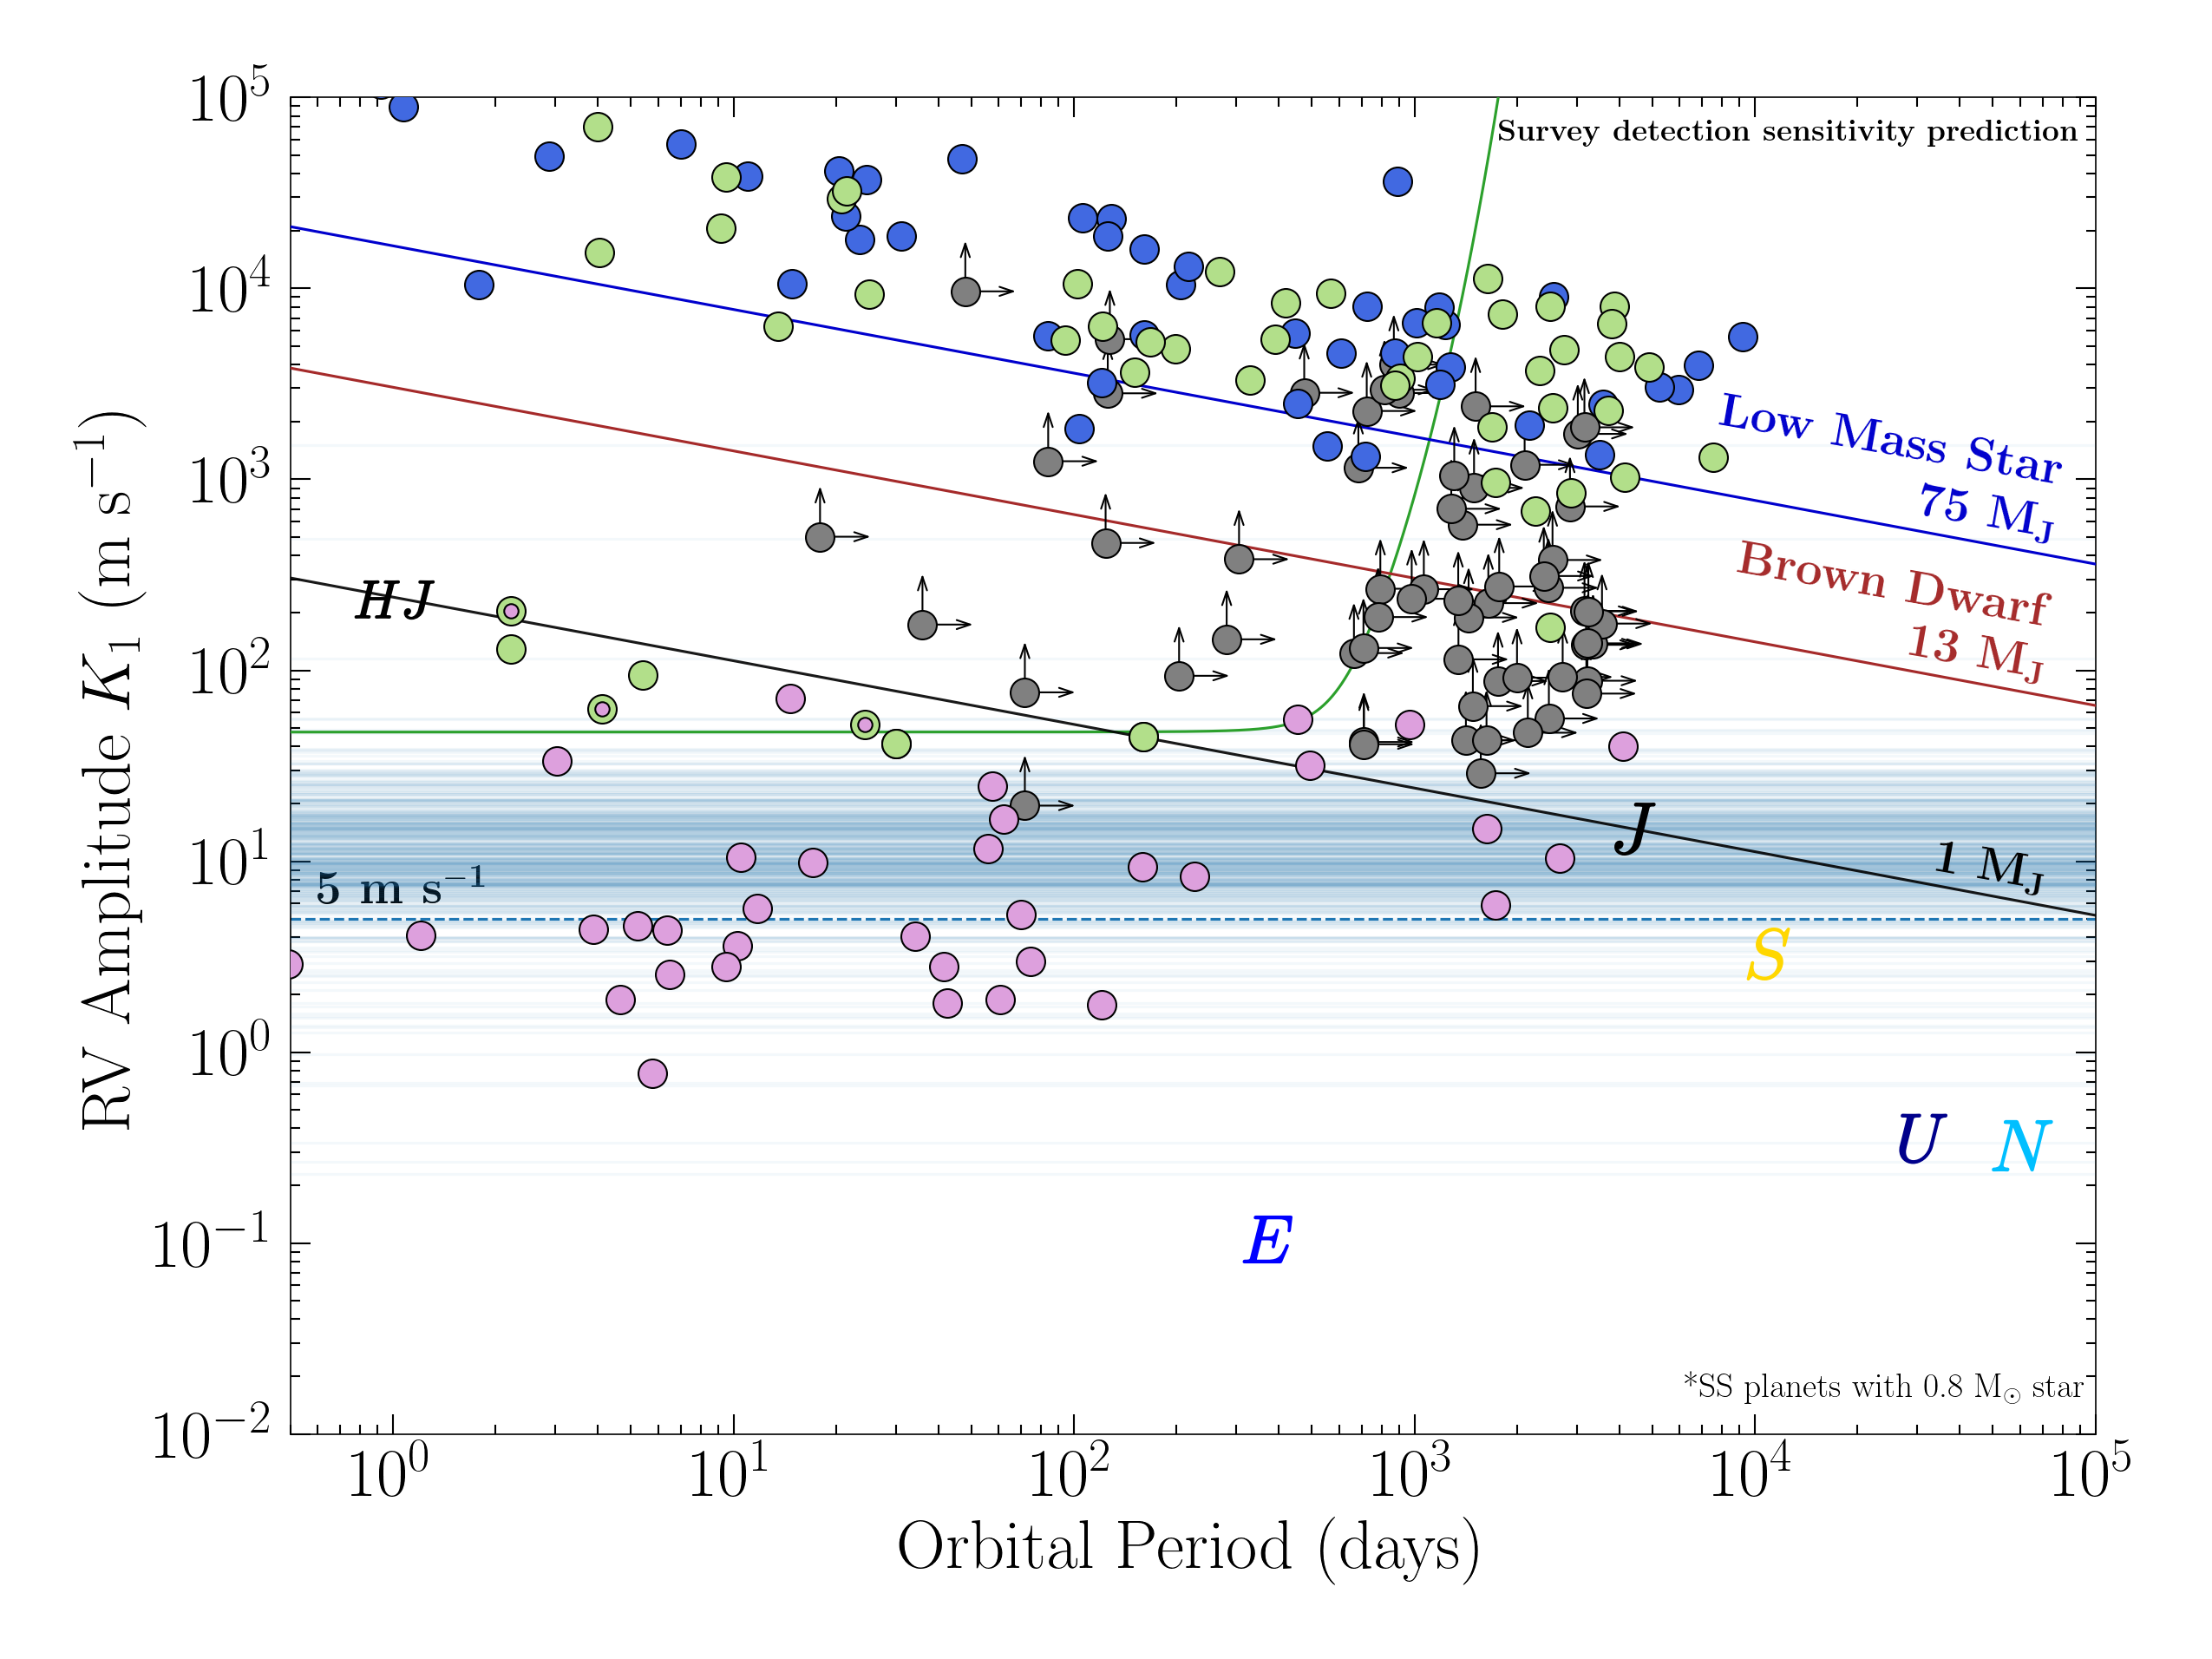 10^5
10^4
10^3
10^2
10^1
10^0
10^{-1}
10^{-2}
RV Amplitude K_1 (m s^{-1})
Survey detection sensitivity prediction
Low Mass Star
75 M_J
Brown Dwarf
13 M_J
HJ
J
1 M_J
5 m s^{-1}
S
U
N
E
*SS planets with 0.8 M_⊙ star
10^0
10^1
10^2
10^3
10^4
10^5
Orbital Period (days)